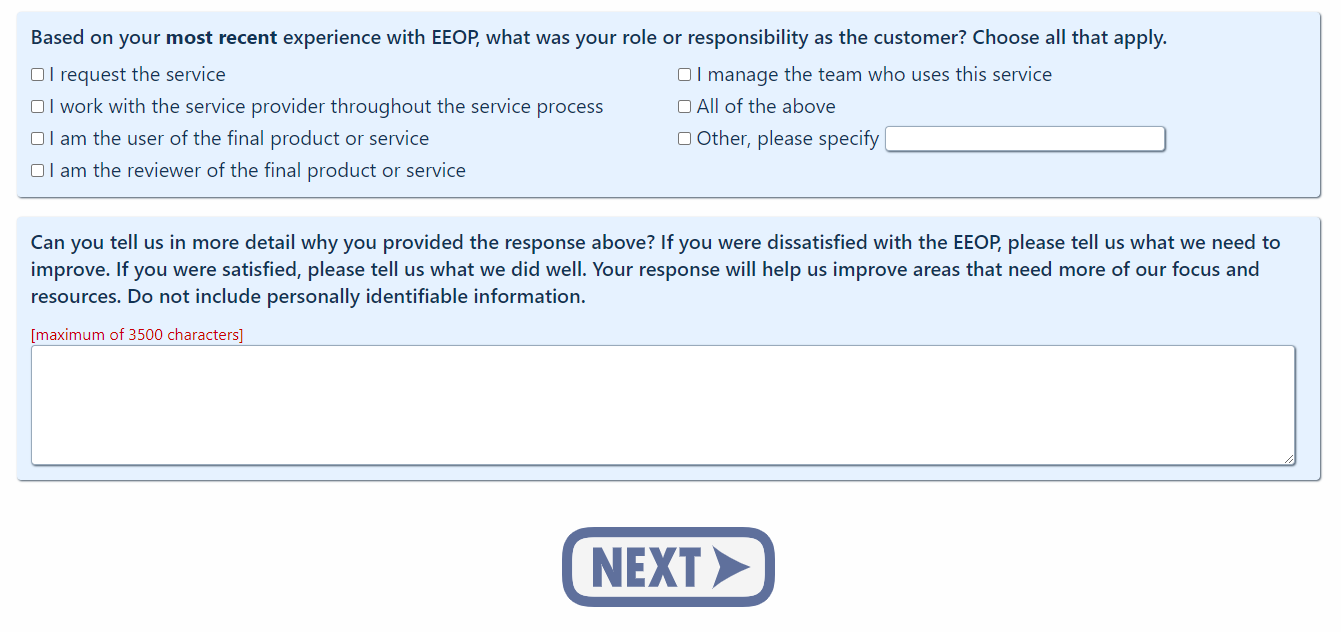 Based on your most recent experience with EEOP, what was your role or responsibility as the customer? Choose all that apply.
I request the service
I work with the service provider throughout the service process
I am the user of the final product or service
I am the reviewer of the final product or service
I manage the team who uses this service
All of the above
Other, please specify
Can you tell us in more detail why you provided the response above? If you were dissatisfied with the EEOP, please tell us what we need to
improve. If you were satisfied, please tell us what we did well. Your response will help us improve areas that need more of our focus and
resources. Do not include personally identifiable information.
[maximum of 3500 characters]
NEXT